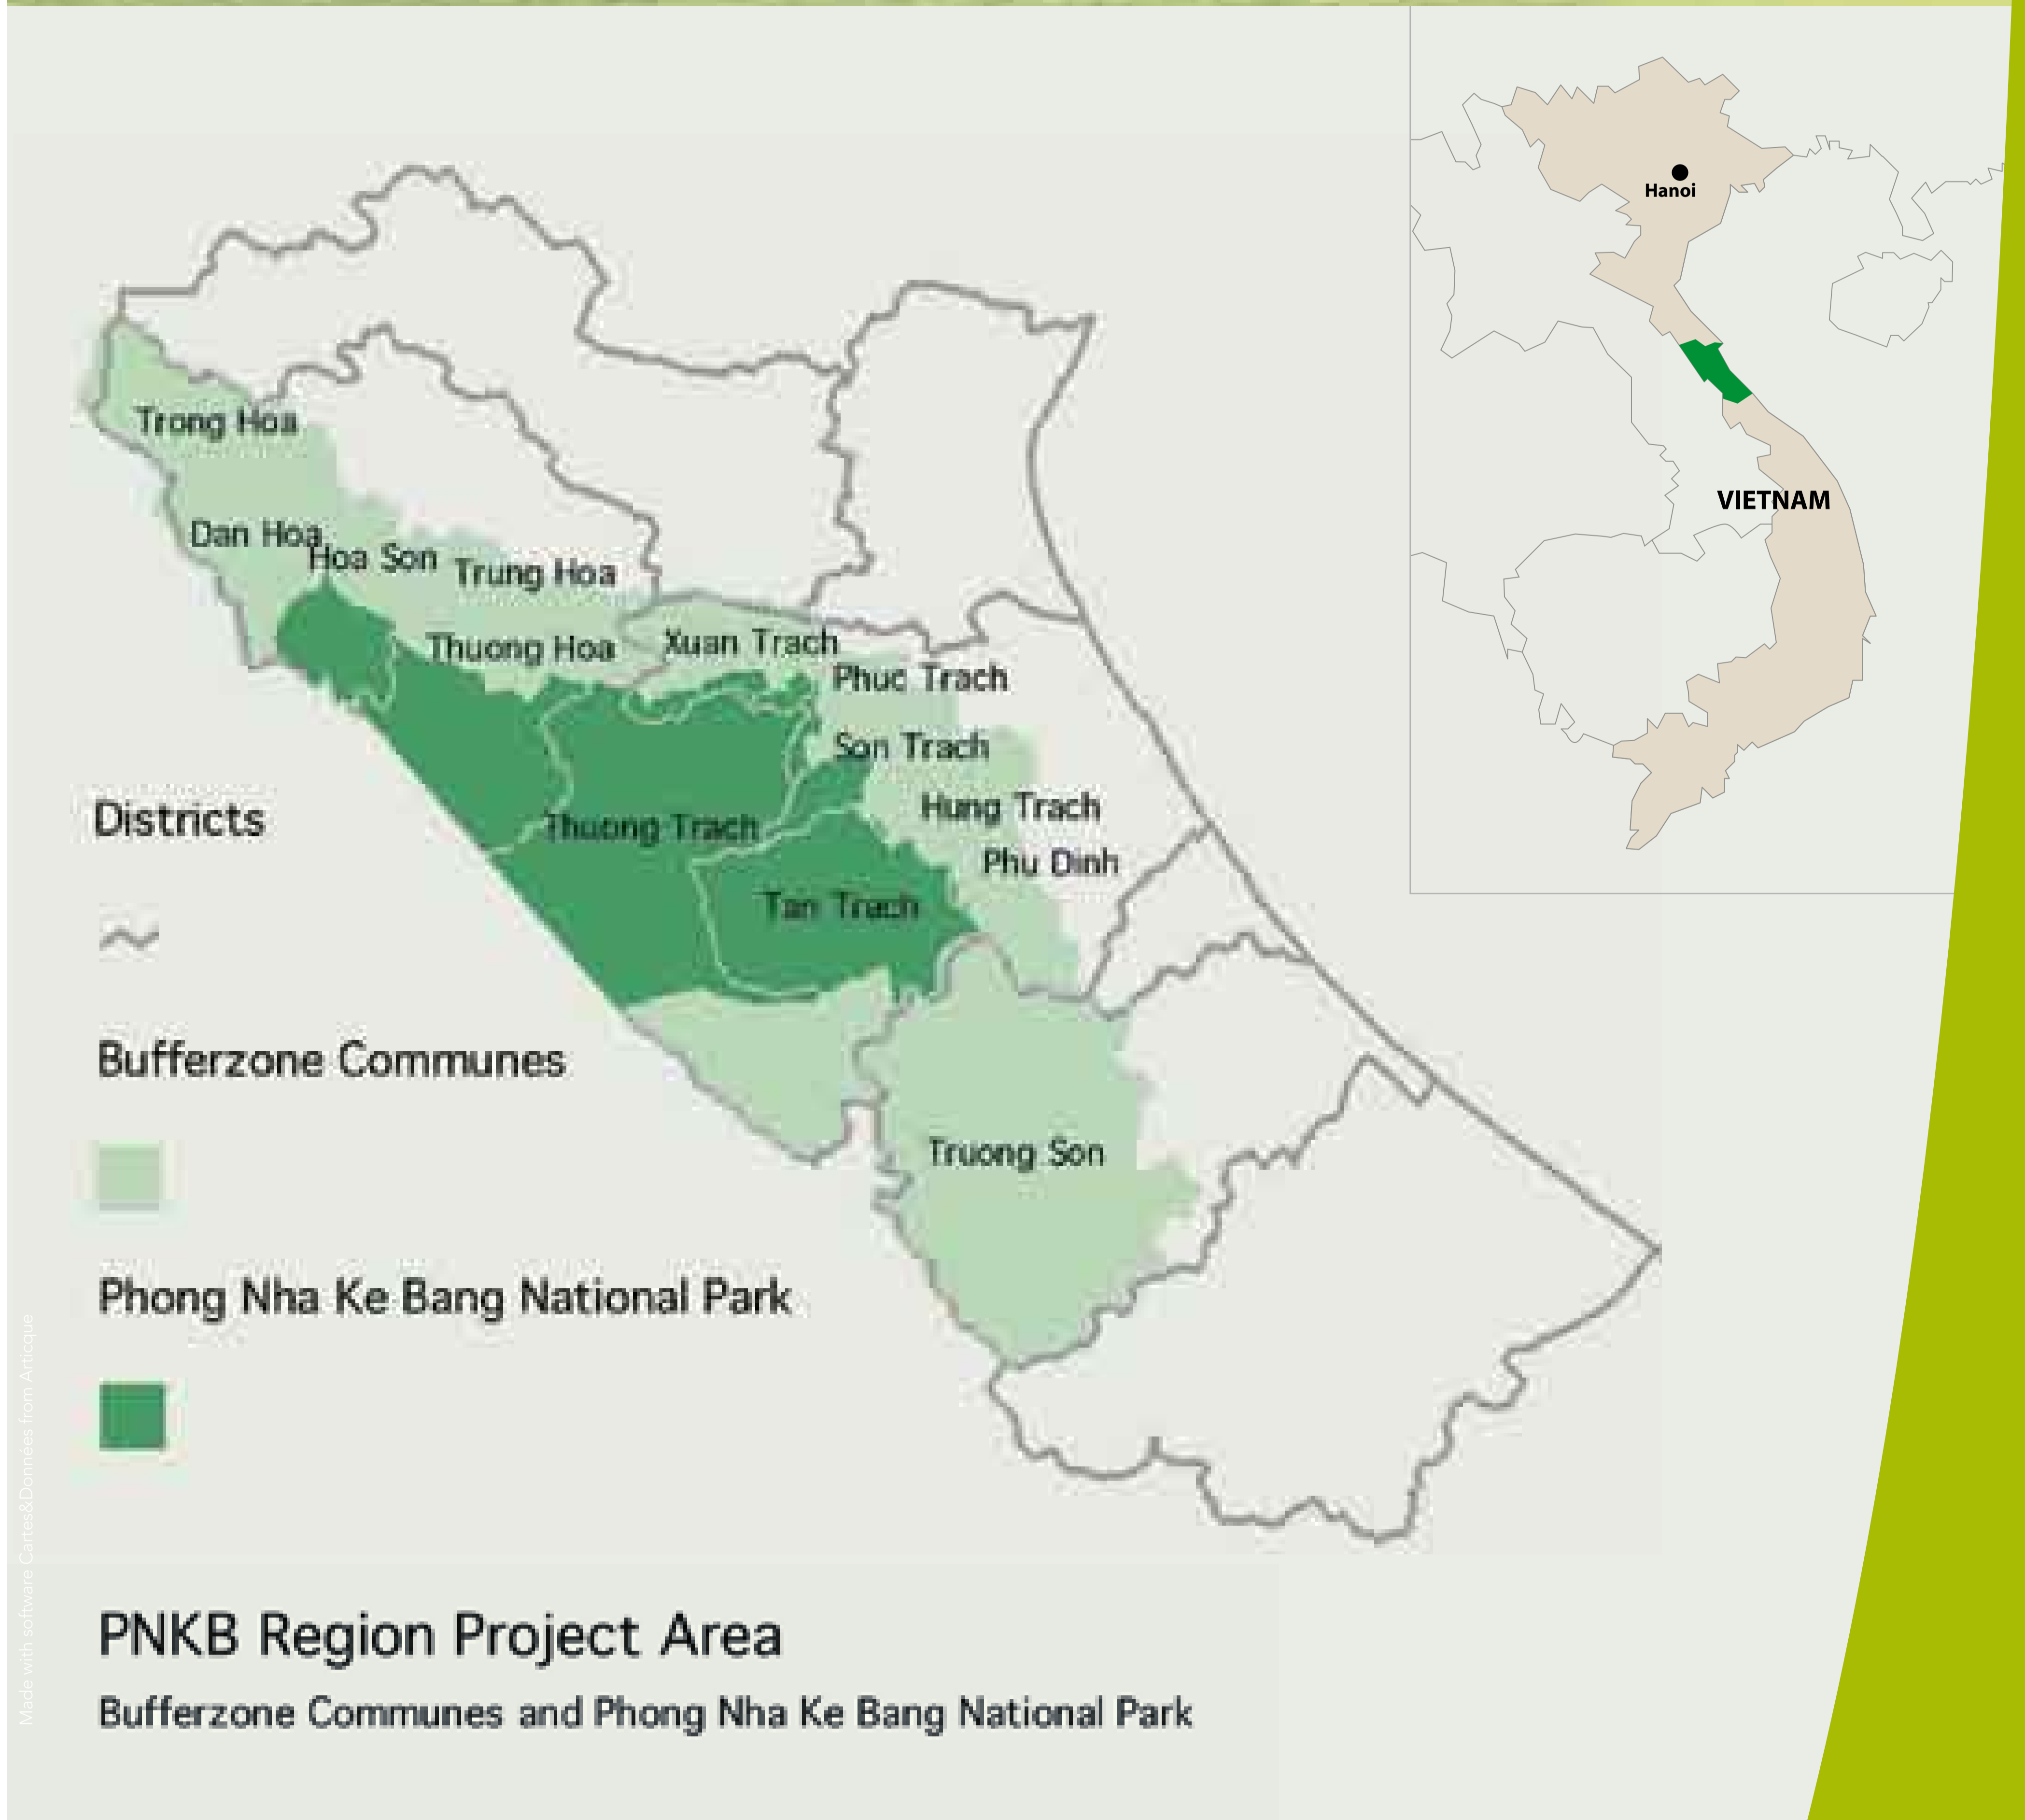 Hanoi
VIETNAM
Trong Hoa
Dan Hoa
Hoa Son
Trung Hoa
Thuong Hoa
Xuan Trach
Phuc Trach
Son Trach
Hung Trach
Thuong Trach
Phu Dinh
Tan Trach
Truong Son
Districts
Bufferzone Communes
Phong Nha Ke Bang National Park
PNKB Region Project Area
Bufferzone Communes and Phong Nha Ke Bang National Park
Made with software Cartes&Données from Articque